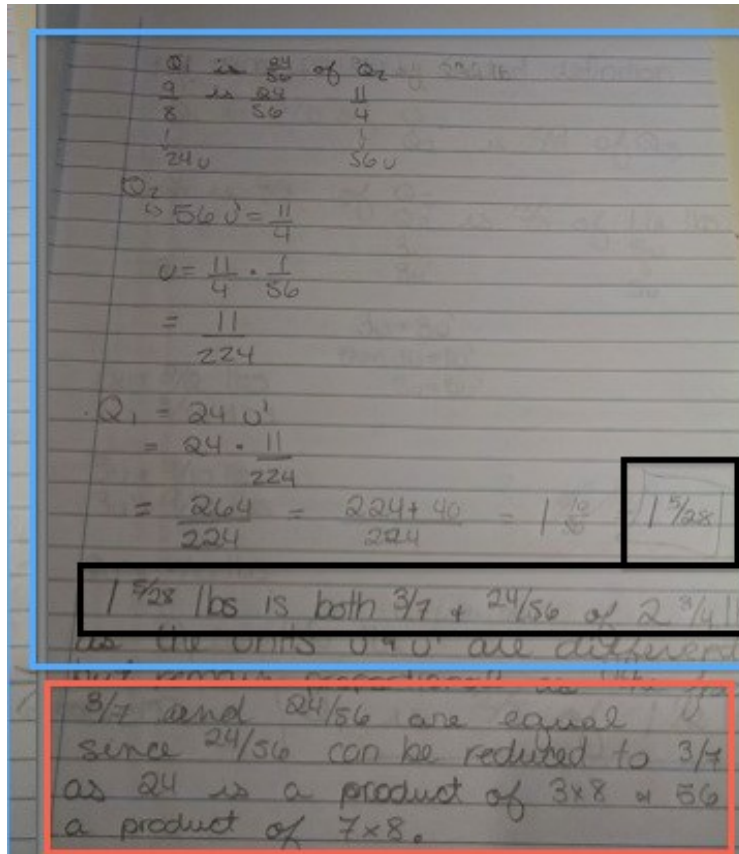 Q1 is 24/56 of Q2
9/8 is 24/56 11/4
24u 56u
Q2
↳ 56u' = 11/4
u = 11/4 · 1/56
= 11/224
Q1 = 24u'
= 24 · 11/224
= 264/224 = 224+40/224 = 1 1 5/28
1 5/28 lbs is both 3/7 + 24/56 of 2 3/4
as the units u + u' are different
but remain
3/7 and 24/56 are equal
since 24/56 can be reduced to 3/7
as 24 is a product of 3x8 + 56
a product of 7x8.